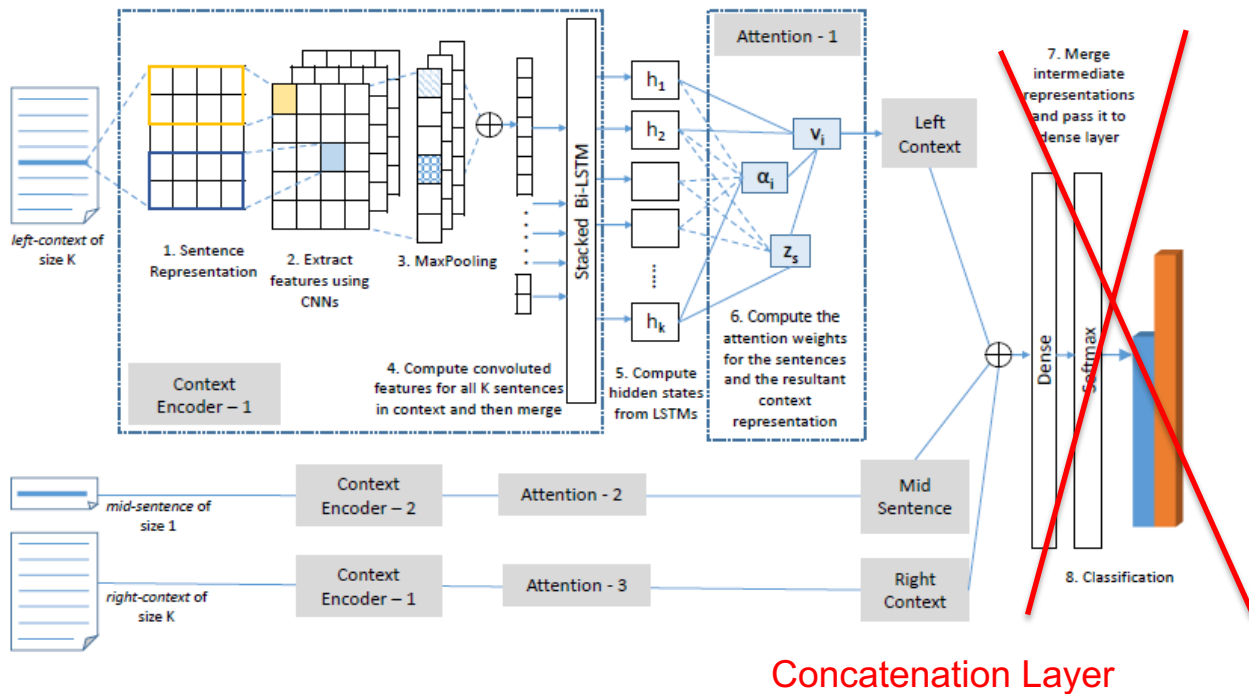 Attention - 1
7. Merge
intermediate
representations
and pass it to
dense layer
h1
h2
hk
vi
αi
zs
Left
Context
Stacked Bi-LSTM
left-context of
size K
1. Sentence
Representation
2. Extract
features using
CNNs
3. MaxPooling
4. Compute convoluted
features for all K sentences
in context and then merge
5. Compute
hidden states
from LSTMs
6. Compute the
attention weights
for the sentences
and the resultant
context
representation
Context
Encoder – 1
Dense
Softmax
mid-sentence of
size 1
Context
Encoder – 2
Attention - 2
Mid
Sentence
right-context of
size K
Context
Encoder – 1
Attention - 3
Right
Context
8. Classification
Concatenation Layer